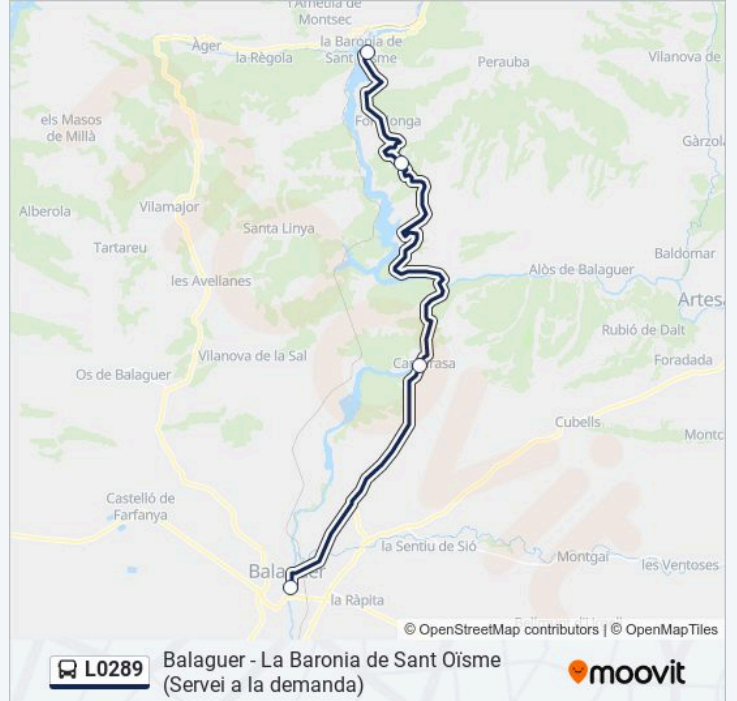 l'Ametlla de
Montsec
la Baronia de
Sant Oïsme
Àger
la Règola
Perauba
Vilanova de
els Masos
de Millà
Gàrzola
Alberola
Vilamajor
Santa Linya
Tartareu
les Avellanes
Alòs de Balaguer
Baldomar
Artesa
Rubió de Dalt
Vilanova de la Sal
Camarasa
Foradada
Os de Balaguer
Cubells
Castelló de
Farfanya
la Sentiu de Sió
Montgai
les Ventoses
Balaguer
la Ràpita
© OpenStreetMap contributors | © OpenMapTiles
L0289
Balaguer - La Baronia de Sant Oïsme
(Servei a la demanda)
moovit